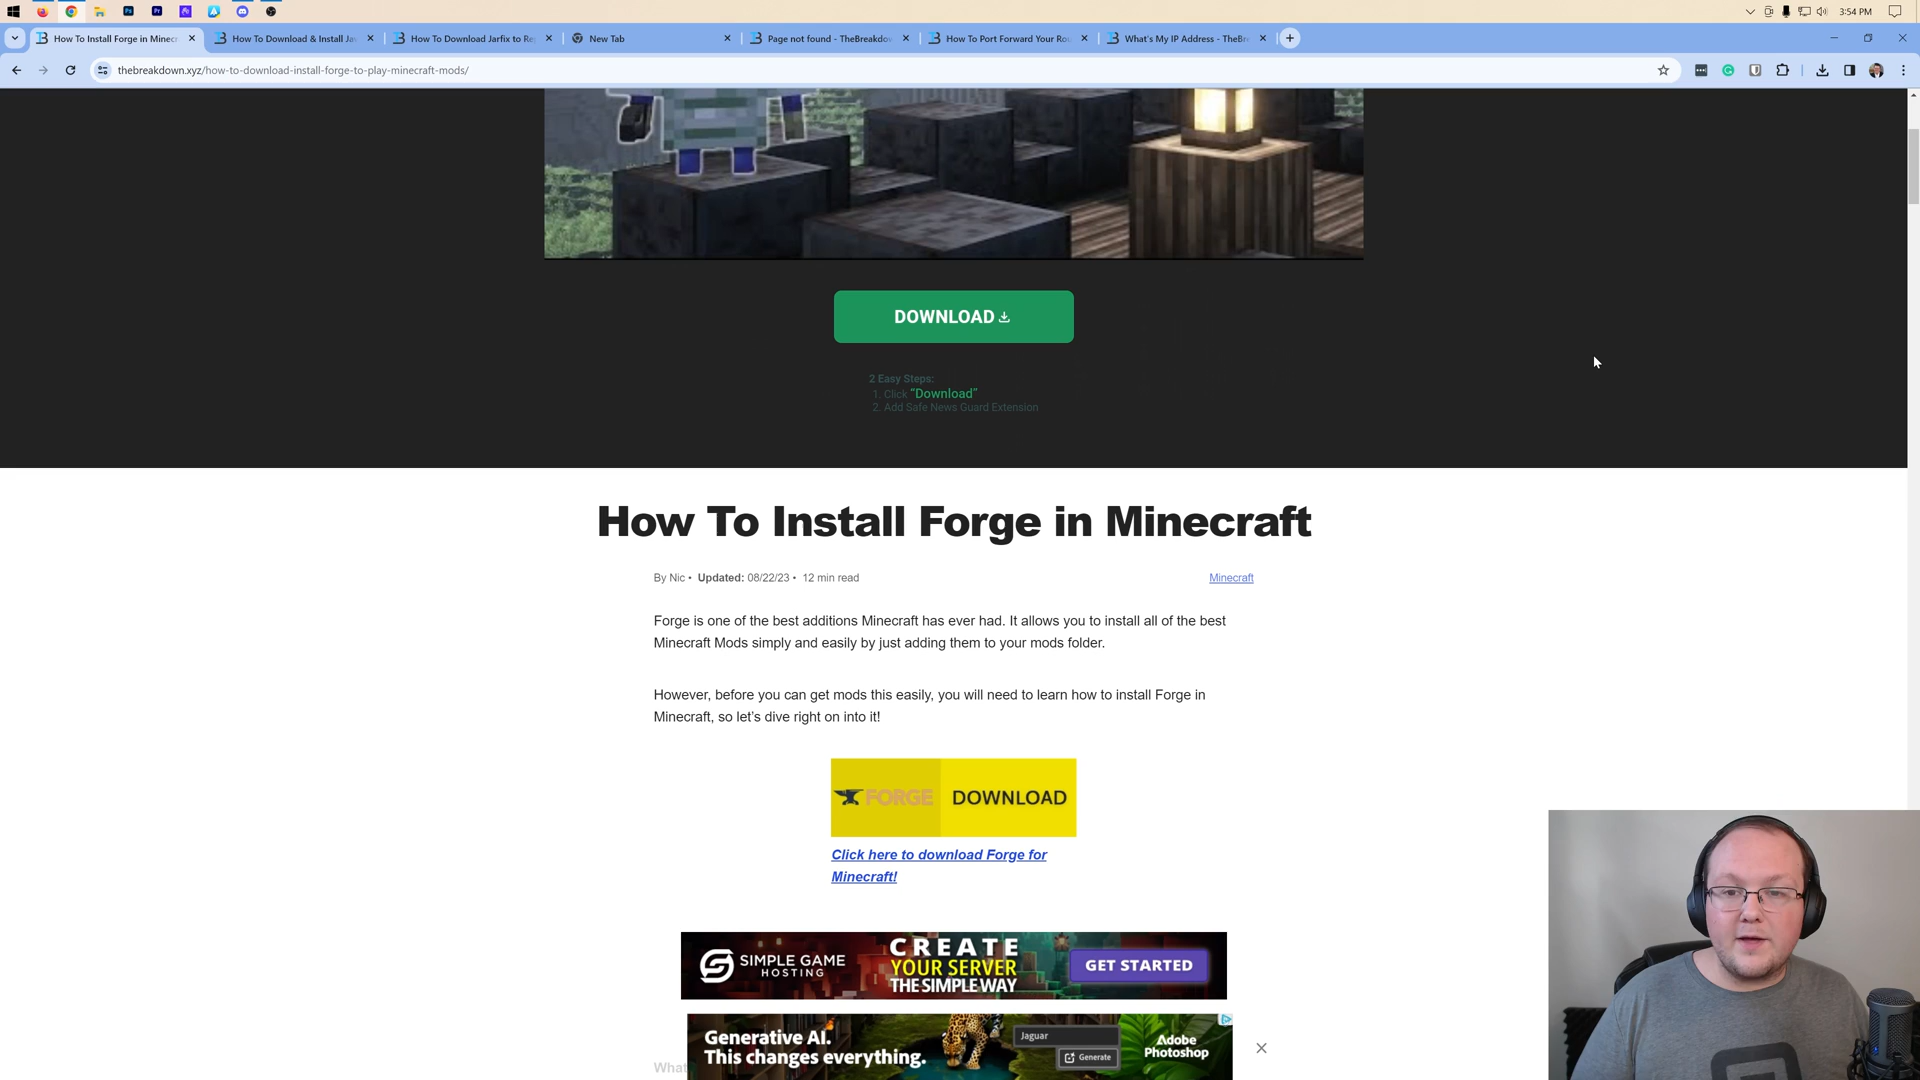 3:54 PM
How To Install Forge in Minec
How To Download & Install Ja
How To Download Jarfix to Re
New Tab
Page not found - TheBreakdo
How To Port Forward Your Ro
What's My IP Address - TheBr
thebreakdown.xyz/how-to-download-install-forge-to-play-minecraft-mods/
DOWNLOAD
2 Easy Steps:
1. Click "Download"
2. Add Safe News Guard Extension
How To Install Forge in Minecraft
By Nic • Updated: 08/22/23 • 12 min read
Minecraft
Forge is one of the best additions Minecraft has ever had. It allows you to install all of the best
Minecraft Mods simply and easily by just adding them to your mods folder.
However, before you can get mods this easily, you will need to learn how to install Forge in
Minecraft, so let's dive right on into it!
FORGE DOWNLOAD
Click here to download Forge for
Minecraft!
SIMPLE GAME
HOSTING
CREATE
YOUR SERVER
THE SIMPLE WAY
GET STARTED
Generative AI.
This changes everything.
Jaguar
Generate
Adobe
Photoshop
What